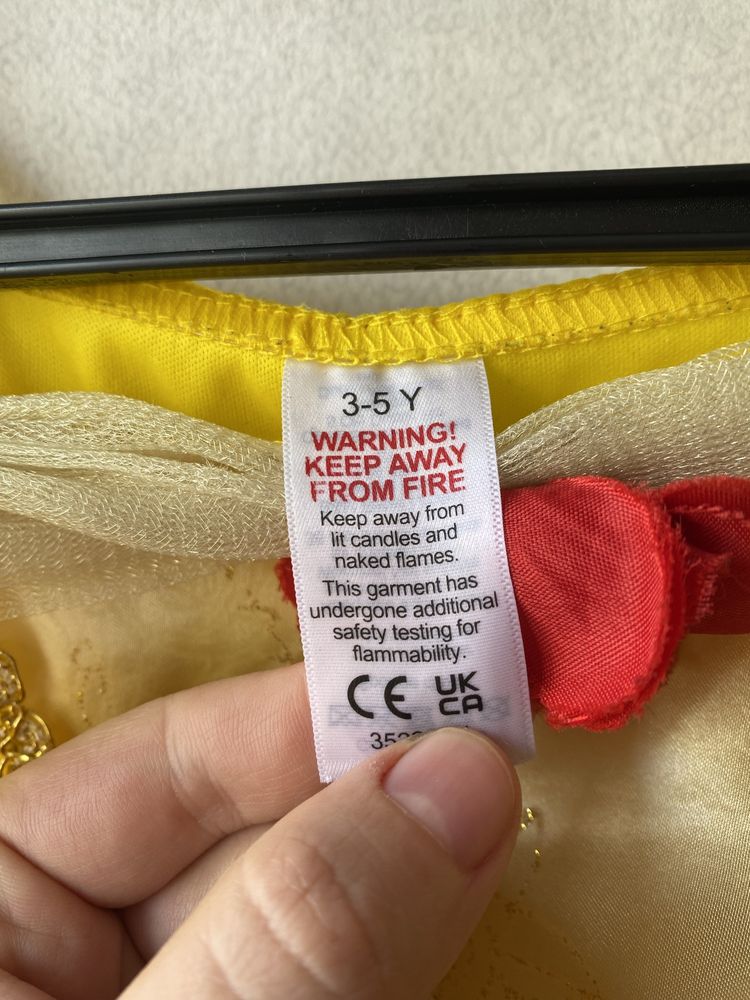 3-5 Y
WARNING!
KEEP AWAY
FROM FIRE
Keep away from
lit candles and
naked flames.
This garment has
undergone additional
safety testing for
flammability.
CE UK
CA